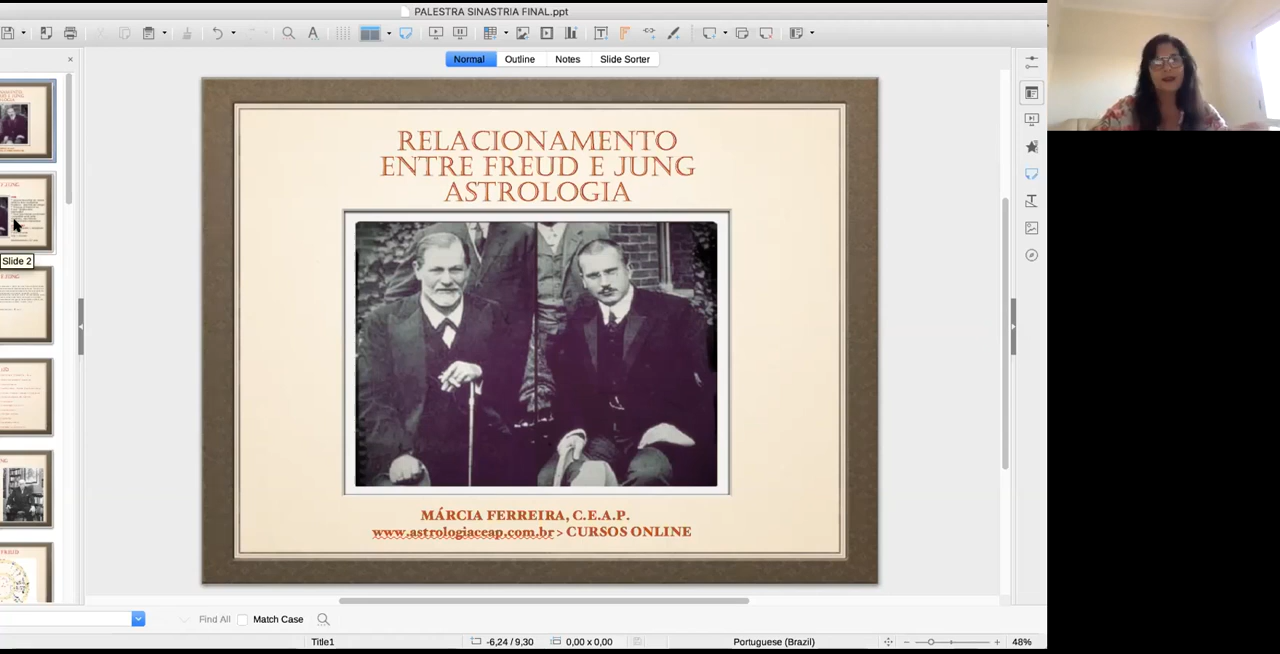 PALESTRA SINASTRIA FINAL.ppt
Normal
Outline
Notes
Slide Sorter
RELACIONAMENTO
ENTRE FREUD E JUNG
ASTROLOGIA
Slide 2
MÁRCIA FERREIRA, C.E.A.P.
www.astrologiaceap.com.br > CURSOS ONLINE
Find All
Match Case
Title1
-6,24 / 9,30
0,00 x 0,00
Portuguese (Brazil)
48%